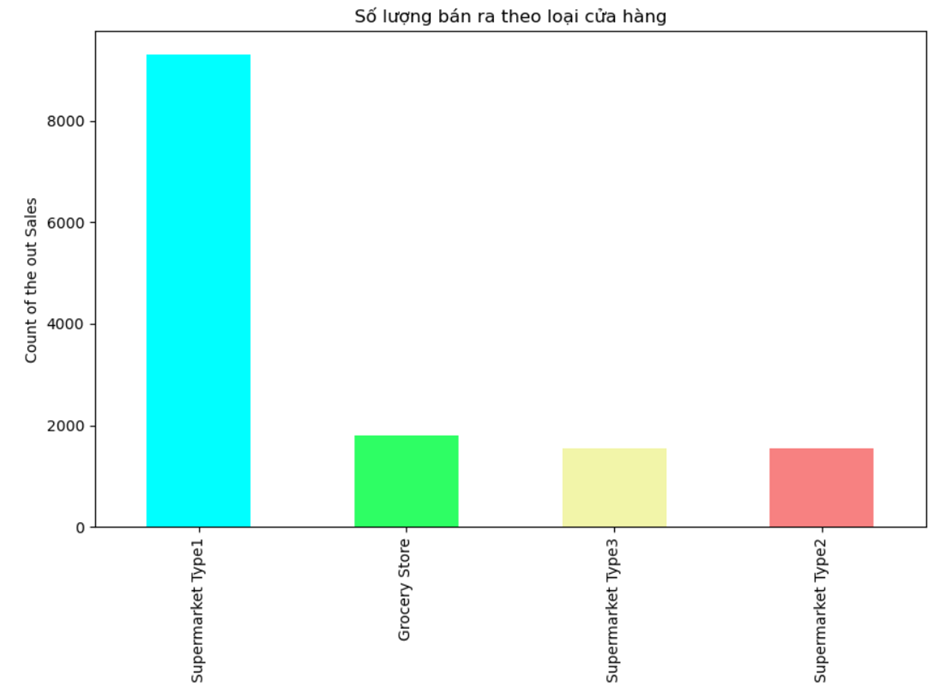 Số lượng bán ra theo loại cửa hàng
Count of the out Sales
8000
6000
4000
2000
0
Supermarket Type1
Grocery Store
Supermarket Type3
Supermarket Type2